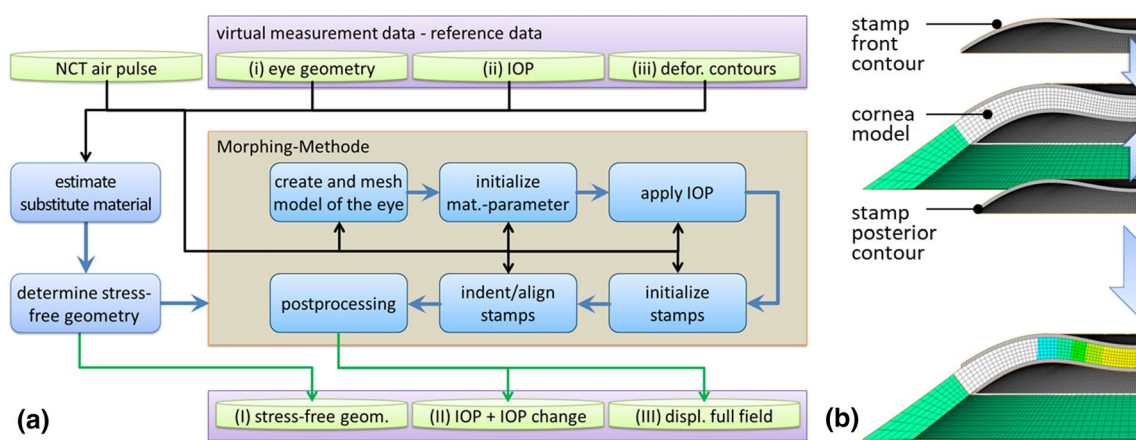 virtual measurement data - reference data
NCT air pulse
(i) eye geometry
(ii) IOP
(iii) defor. contours
Morphing-Methode
estimate
substitute material
create and mesh
model of the eye
initialize
mat.-parameter
apply IOP
determine stress-
free geometry
postprocessing
indent/align
stamps
initialize
stamps
(a)
(I) stress-free geom.
(II) IOP + IOP change
(III) displ. full field
stamp
front
contour
cornea
model
stamp
posterior
contour
(b)